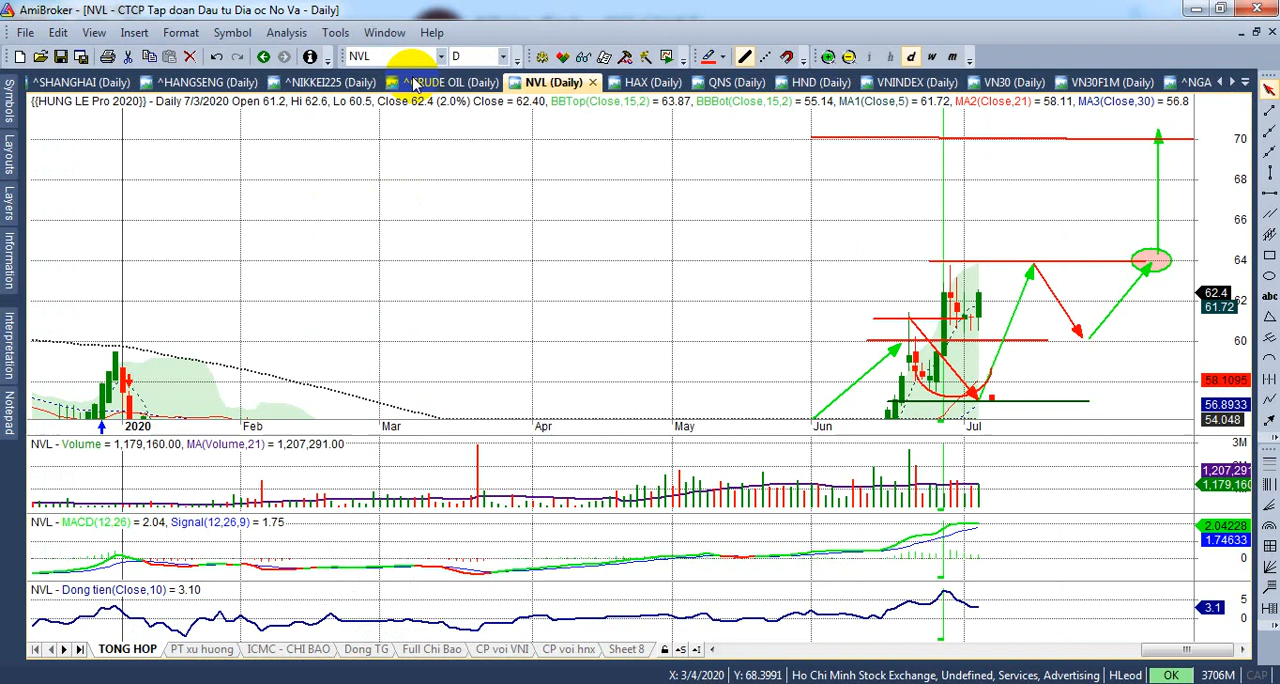 AmiBroker - [NVL - CTCP Tap doan Dau tu Dia oc No Va - Daily]
File Edit View Insert Format Symbol Analysis Tools Window Help
NVL D d w m
^SHANGHAI (Daily) ^HANGSENG (Daily) ^NIKKEI225 (Daily) ^CRUDE OIL (Daily) NVL (Daily) HAX (Daily) QNS (Daily) HND (Daily) VNINDEX (Daily) VN30 (Daily) VN30F1M (Daily) ^NGA
{{HUNG LE Pro 2020}} - Daily 7/3/2020 Open 61.2, Hi 62.6, Lo 60.5, Close 62.4 (2.0%) Close = 62.40, BBTop(Close,15,2) = 63.87, BBBot(Close,15,2) = 55.14, MA1(Close,5) = 61.72, MA2(Close,21) = 58.11, MA3(Close,30) = 56.8
Symbols
Layouts
Layers
Information
Interpretation
Notepad
abc
70
68
66
64
62.4
62
61.72
60
58.1095
56.8933
54.048
2020 Feb Mar Apr May Jun Jul
NVL - Volume = 1,179,160.00, MA(Volume,21) = 1,207,291.00
3M
1,207,291
1,179,160
NVL - MACD(12,26) = 2.04, Signal(12,26,9) = 1.75
2.04228
1.74633
0
NVL - Dong tien(Close,10) = 3.10
5
3.1
0
TONG HOP PT xu huong ICMC - CHI BAO Dong TG Full Chi Bao CP voi VNI CP voi hnx Sheet 8
X: 3/4/2020 Y: 68.3991 Ho Chi Minh Stock Exchange, Undefined, Services, Advertising HLeod OK 3706M CAP